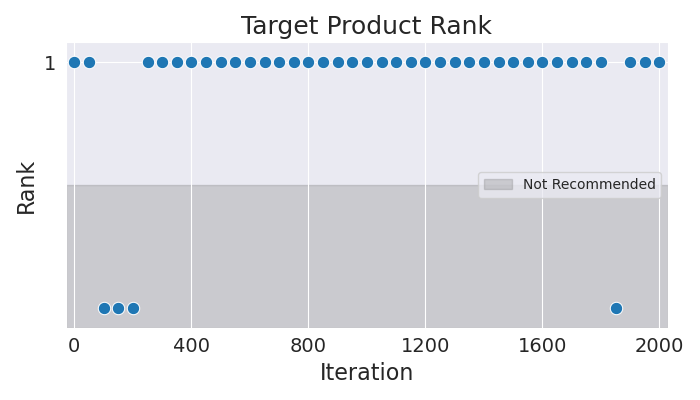 Target Product Rank
1
Rank
Not Recommended
0 400 800 1200 1600 2000
Iteration